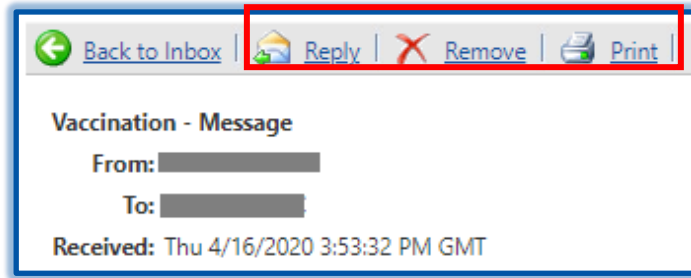 Back to Inbox | Reply | Remove | Print |
Vaccination - Message
From:
To:
Received: Thu 4/16/2020 3:53:32 PM GMT